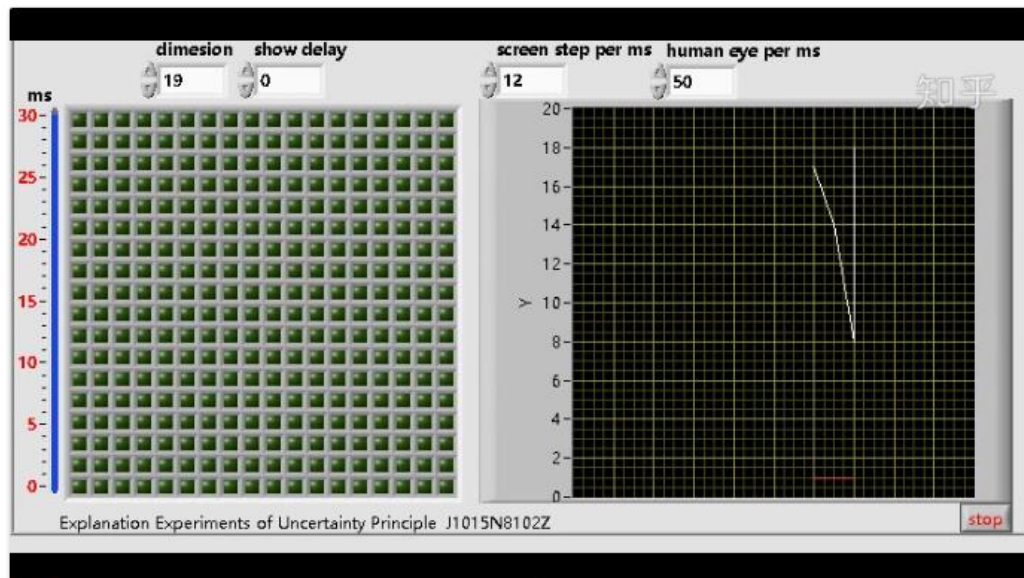 dimesion show delay screen step per ms human eye per ms
19 0 12 50
知乎
ms
30
25
20
15
10
5
0
20
18
16
14
12
10
8
6
4
2
0
Y
Explanation Experiments of Uncertainty Principle J1015N8102Z
stop